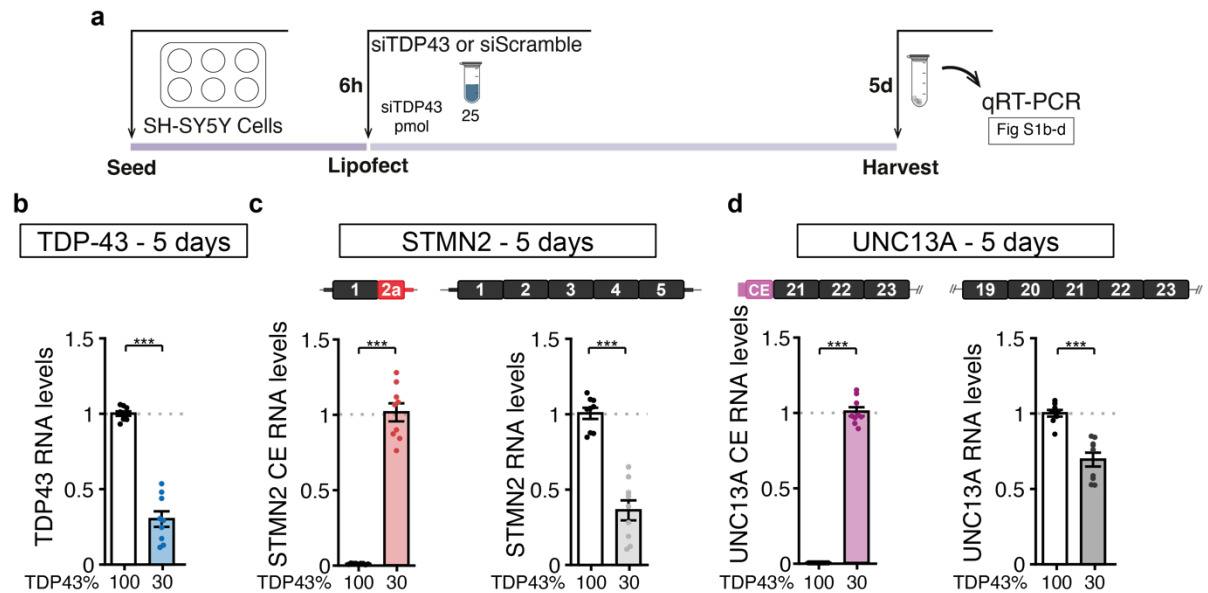 a
siTDP43 or siScramble
6h
5d
siTDP43
pmol
25
qRT-PCR
Fig S1b-d
SH-SY5Y Cells
Seed
Lipofect
Harvest
b
c
d
TDP-43 - 5 days
STMN2 - 5 days
UNC13A - 5 days
1 2a
1 2 3 4 5
CE 21 22 23
19 20 21 22 23
TDP43 RNA levels
1.5
1
0.5
0
***
TDP43% 100 30
STMN2 CE RNA levels
1.5
1
0.5
0
***
TDP43% 100 30
STMN2 RNA levels
1.5
1
0.5
0
***
TDP43% 100 30
UNC13A CE RNA levels
1.5
1
0.5
0
***
TDP43% 100 30
UNC13A RNA levels
1.5
1
0.5
0
***
TDP43% 100 30